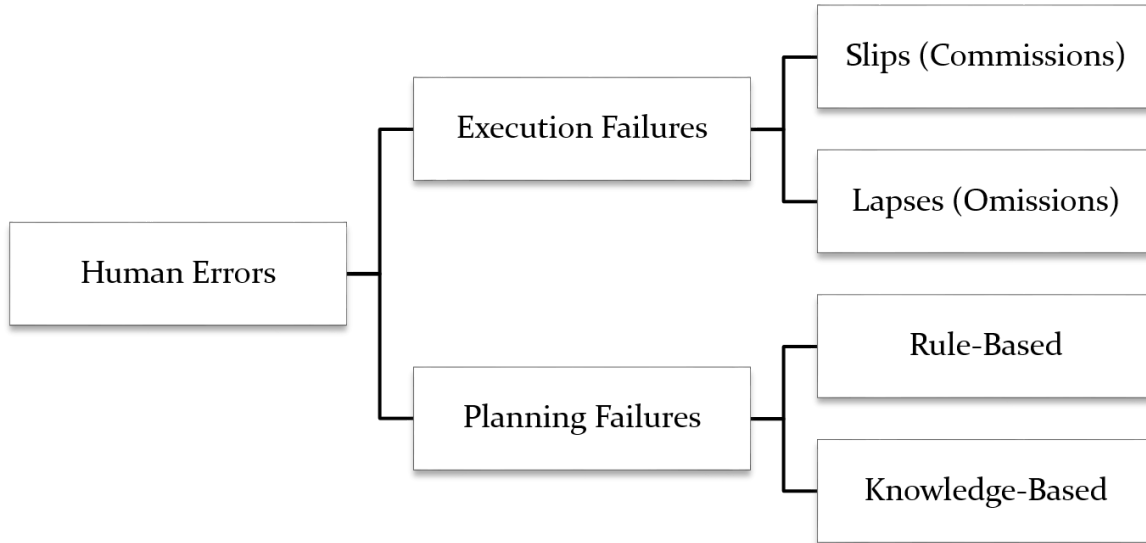 Human Errors
Execution Failures
Slips (Commissions)
Lapses (Omissions)
Planning Failures
Rule-Based
Knowledge-Based